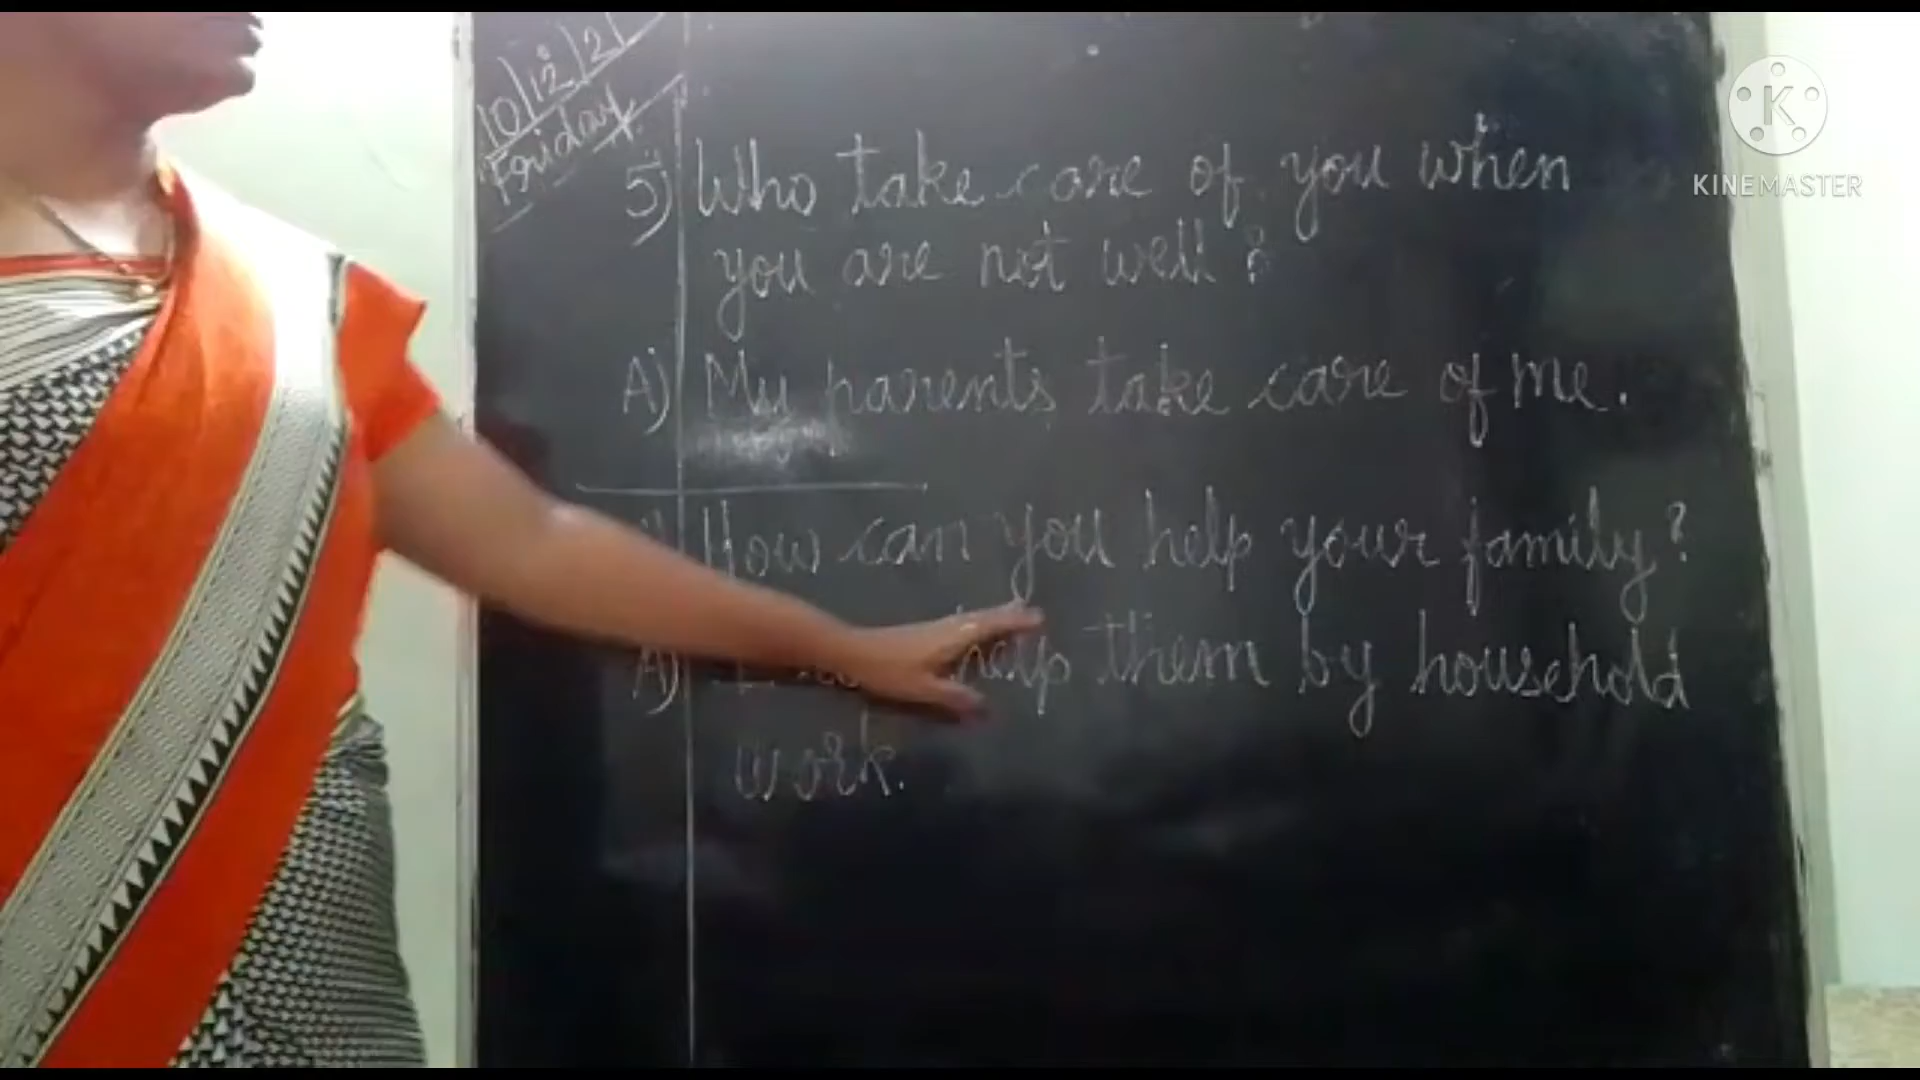 10/12/21
Friday
5) Who take care of you when
you are not well?
A) My parents take care of me.
How can you help your family?
A) I help them by household
work.
KINEMASTER